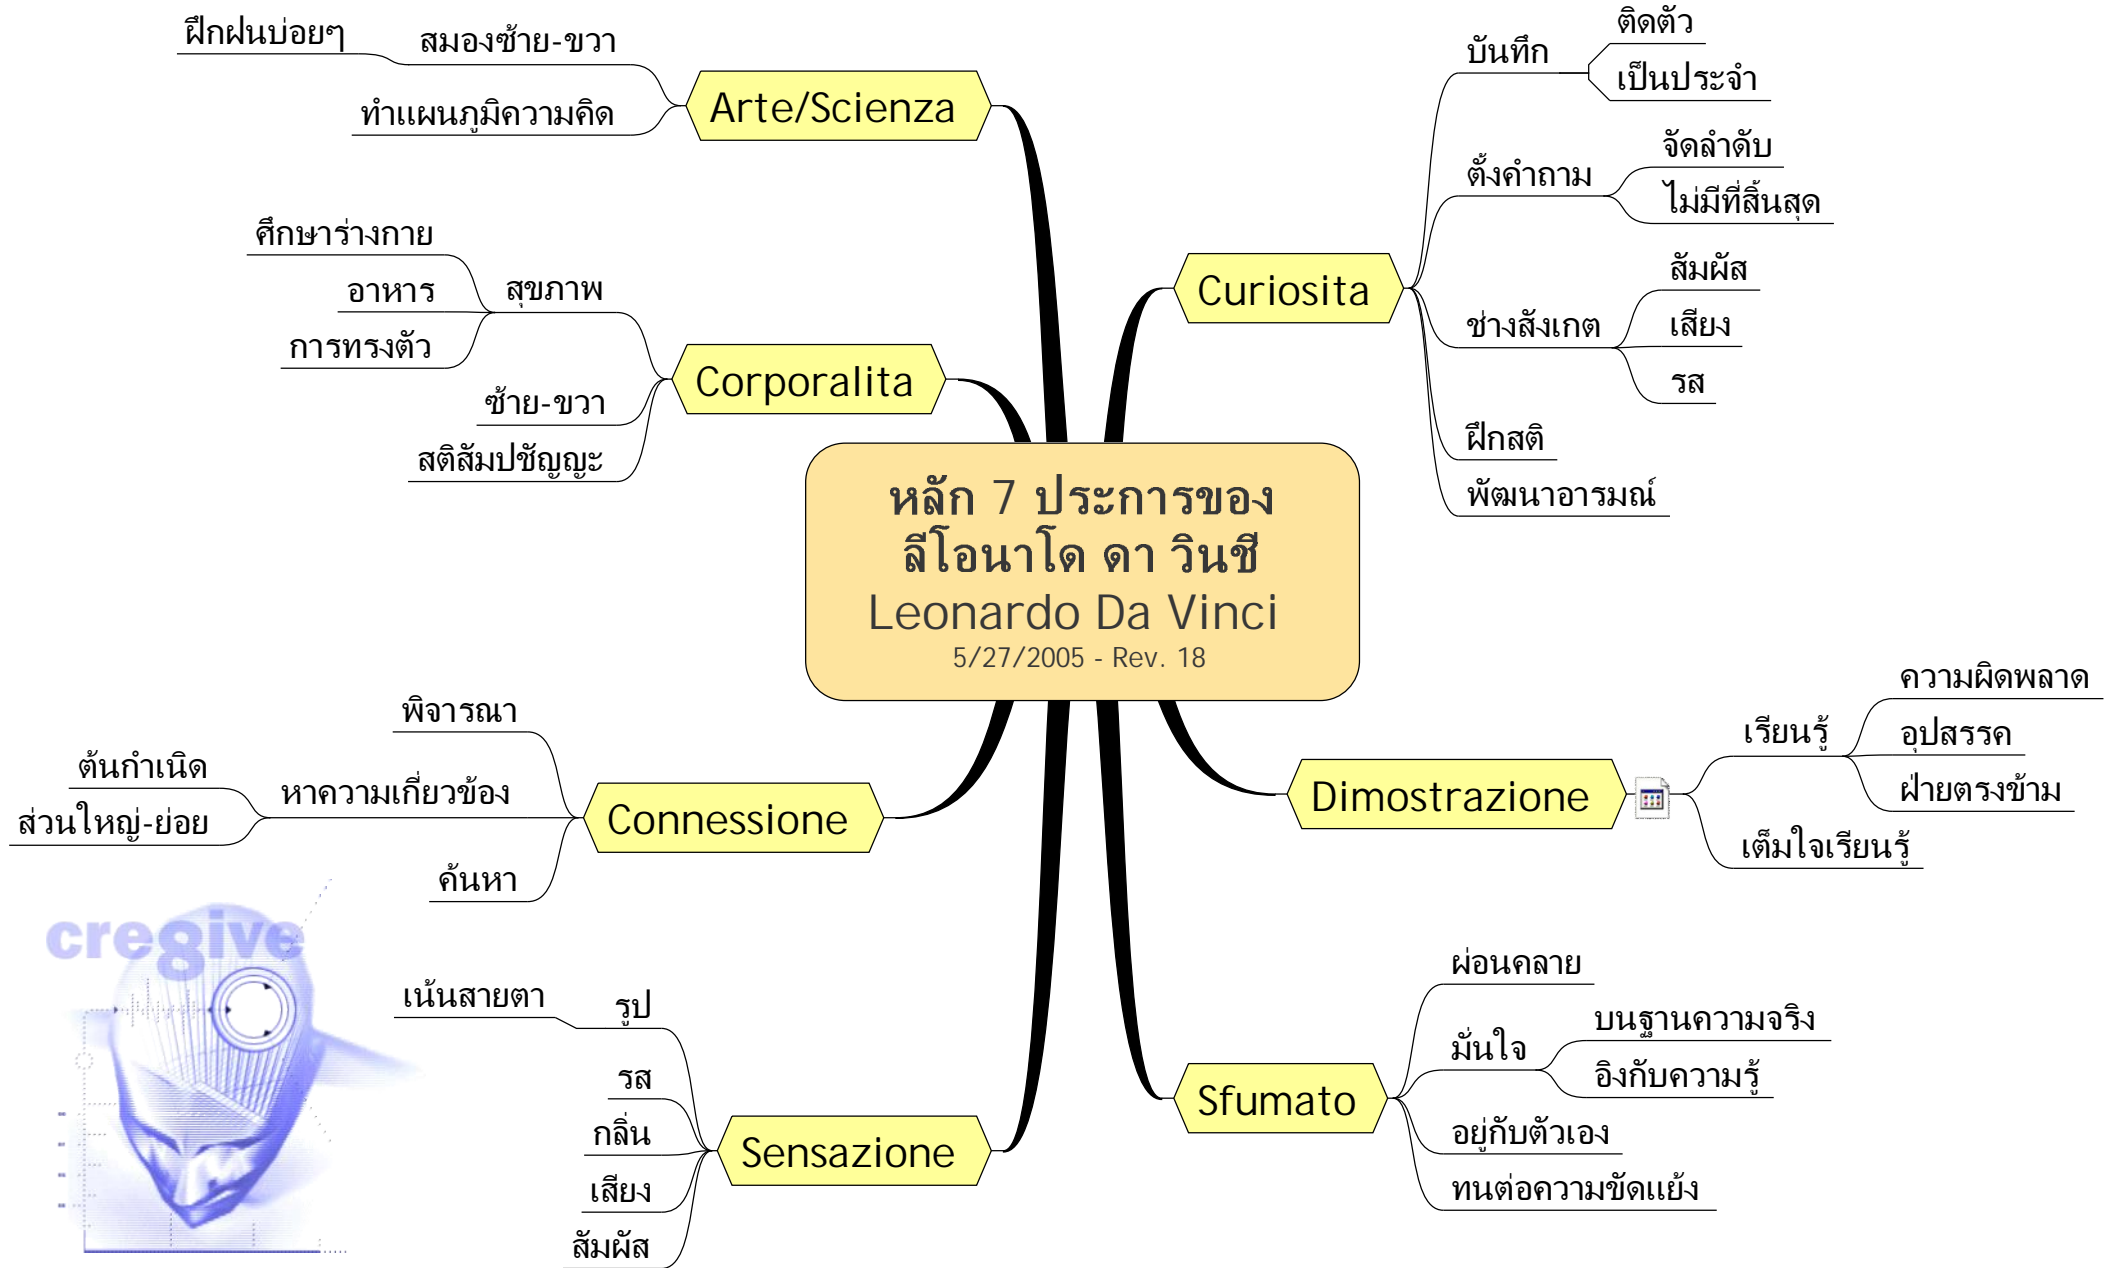 หลัก 7 ประการของ
ลีโอนาโด ดา วินชี
Leonardo Da Vinci
5/27/2005 - Rev. 18
Curiosita
บันทึก
ติดตัว
เป็นประจำ
ตั้งคำถาม
จัดลำดับ
ไม่มีที่สิ้นสุด
ช่างสังเกต
สัมผัส
เสียง
รส
ฝึกสติ
พัฒนาอารมณ์
Dimostrazione
เรียนรู้
ความผิดพลาด
อุปสรรค
ฝ่ายตรงข้าม
เต็มใจเรียนรู้
Sfumato
ผ่อนคลาย
มั่นใจ
บนฐานความจริง
อิงกับความรู้
อยู่กับตัวเอง
ทนต่อความขัดแย้ง
Sensazione
รูป
เน้นสายตา
รส
กลิ่น
เสียง
สัมผัส
Connessione
พิจารณา
หาความเกี่ยวข้อง
ต้นกำเนิด
ส่วนใหญ่-ย่อย
ค้นหา
Corporalita
สุขภาพ
ศึกษาร่างกาย
อาหาร
การทรงตัว
ซ้าย-ขวา
สติสัมปชัญญะ
Arte/Scienza
สมองซ้าย-ขวา
ฝึกฝนบ่อยๆ
ทำแผนภูมิความคิด
cre8ive